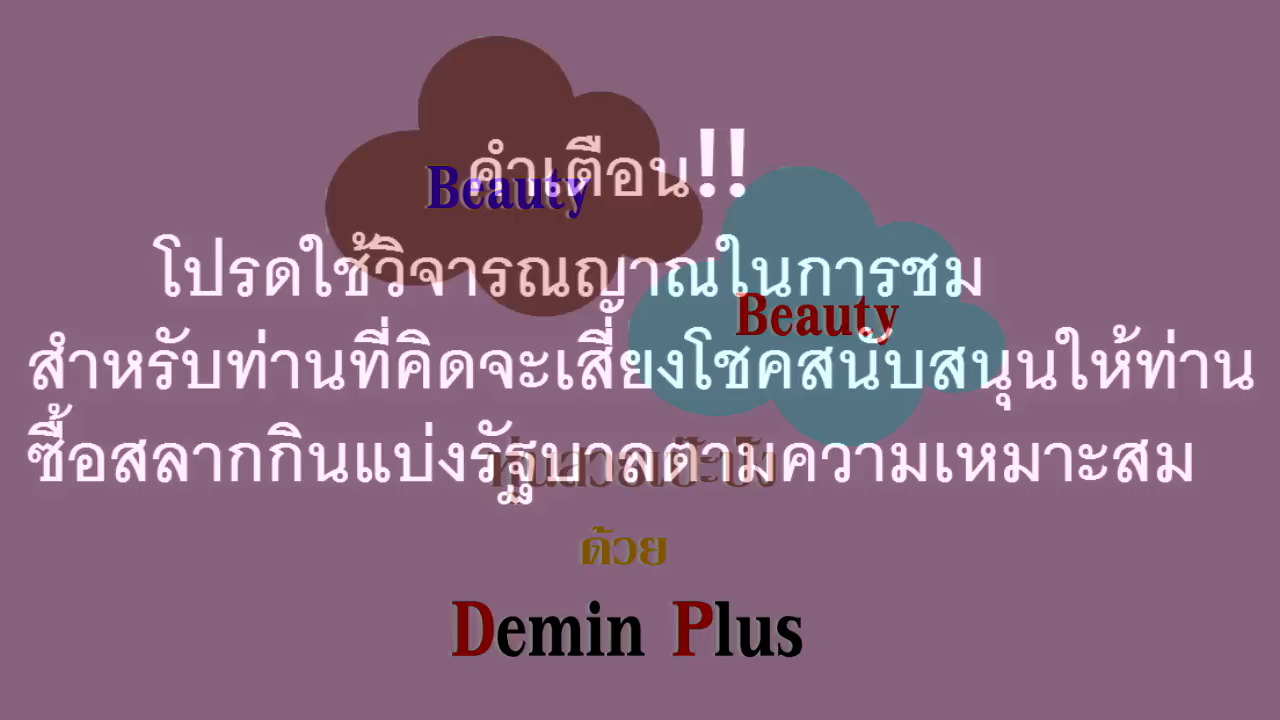 คำเตือน!!
Beauty
โปรดใช้วิจารณญาณในการชม
Beauty
สำหรับท่านที่คิดจะเสี่ยงโชคสนับสนุนให้ท่าน
ซื้อสลากกินแบ่งรัฐบาลตามความเหมาะสม
ด้วย
Demin Plus